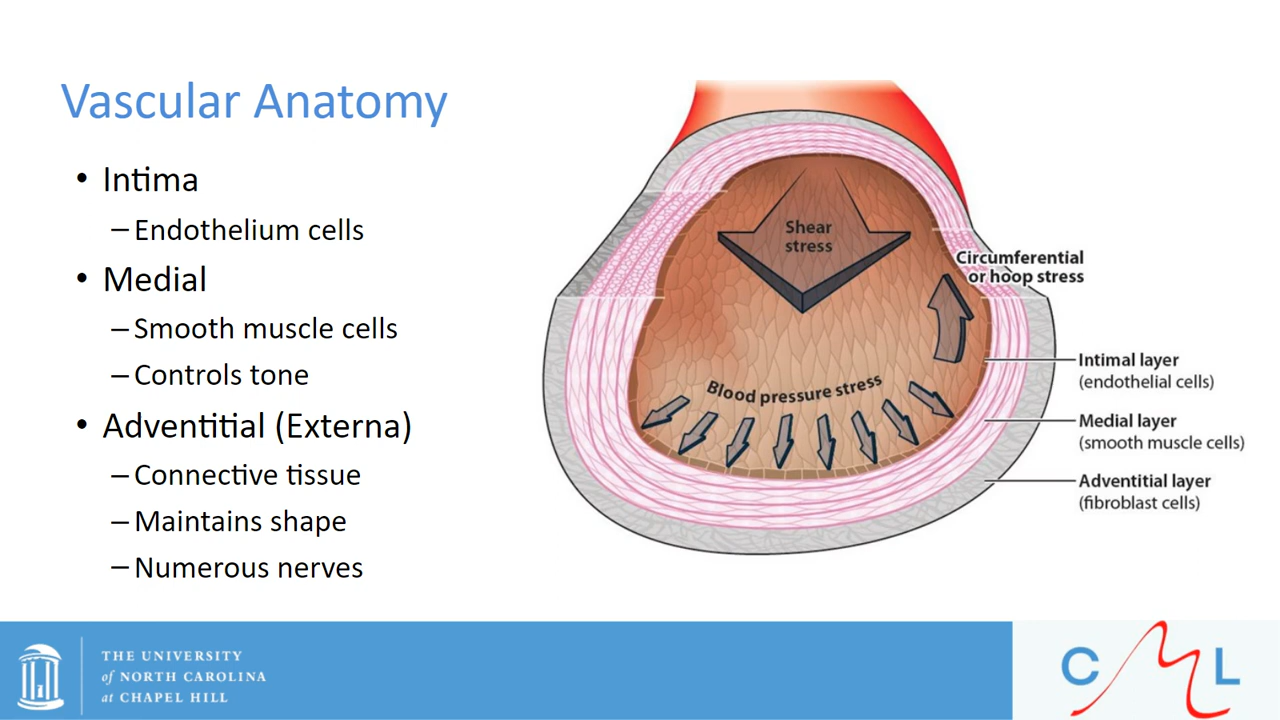 Vascular Anatomy
• Intima
– Endothelium cells
• Medial
– Smooth muscle cells
– Controls tone
• Adventitial (Externa)
– Connective tissue
– Maintains shape
– Numerous nerves
Shear
stress
Circumferential
or hoop stress
Blood pressure stress
Intimal layer
(endothelial cells)
Medial layer
(smooth muscle cells)
Adventitial layer
(fibroblast cells)
THE UNIVERSITY
of NORTH CAROLINA
at CHAPEL HILL
C M L